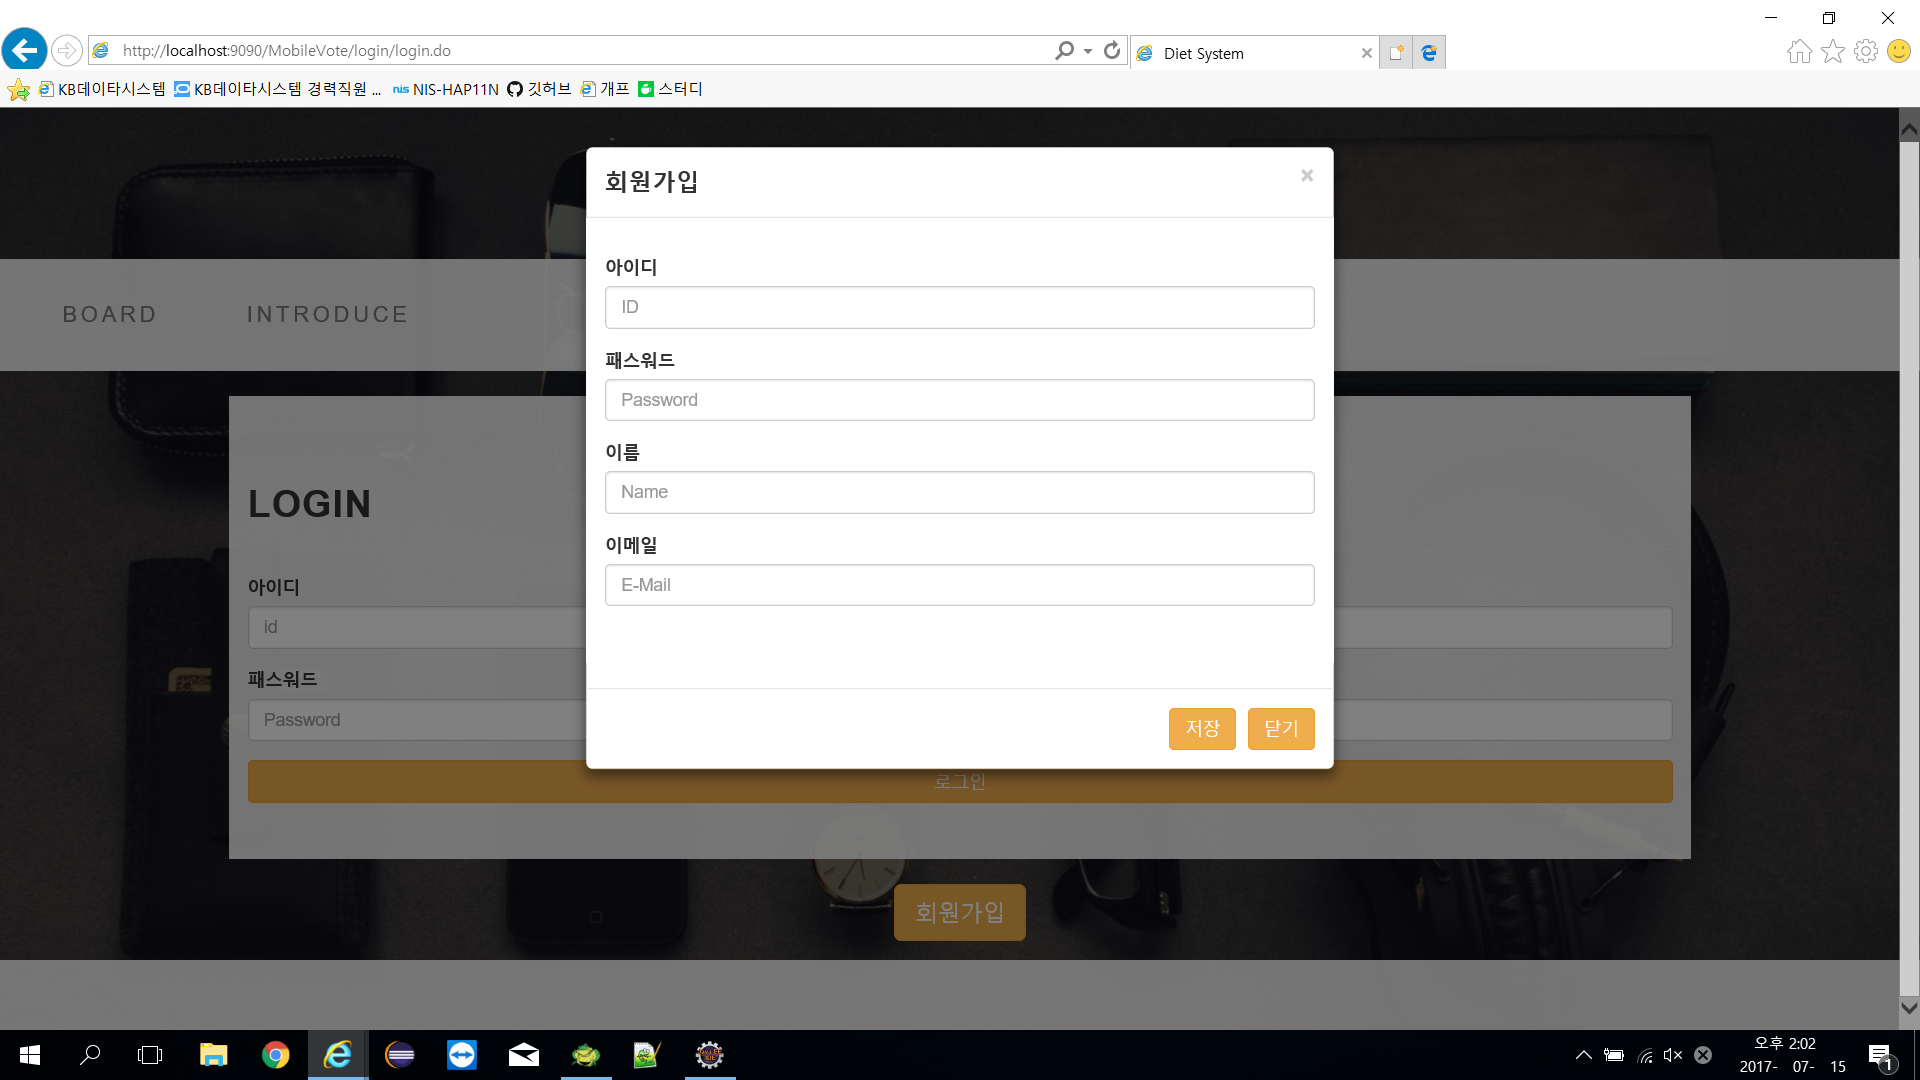 http://localhost:9090/MobileVote/login/login.do
Diet System
KB데이타시스템
KB데이타시스템 경력직원 ...
nis NIS-HAP11N
깃허브
개프
스터디
BOARD
INTRODUCE
회원가입
×
아이디
ID
패스워드
Password
이름
Name
이메일
E-Mail
저장
닫기
LOGIN
아이디
id
패스워드
Password
로그인
회원가입
오후 2:02
2017- 07- 15
1